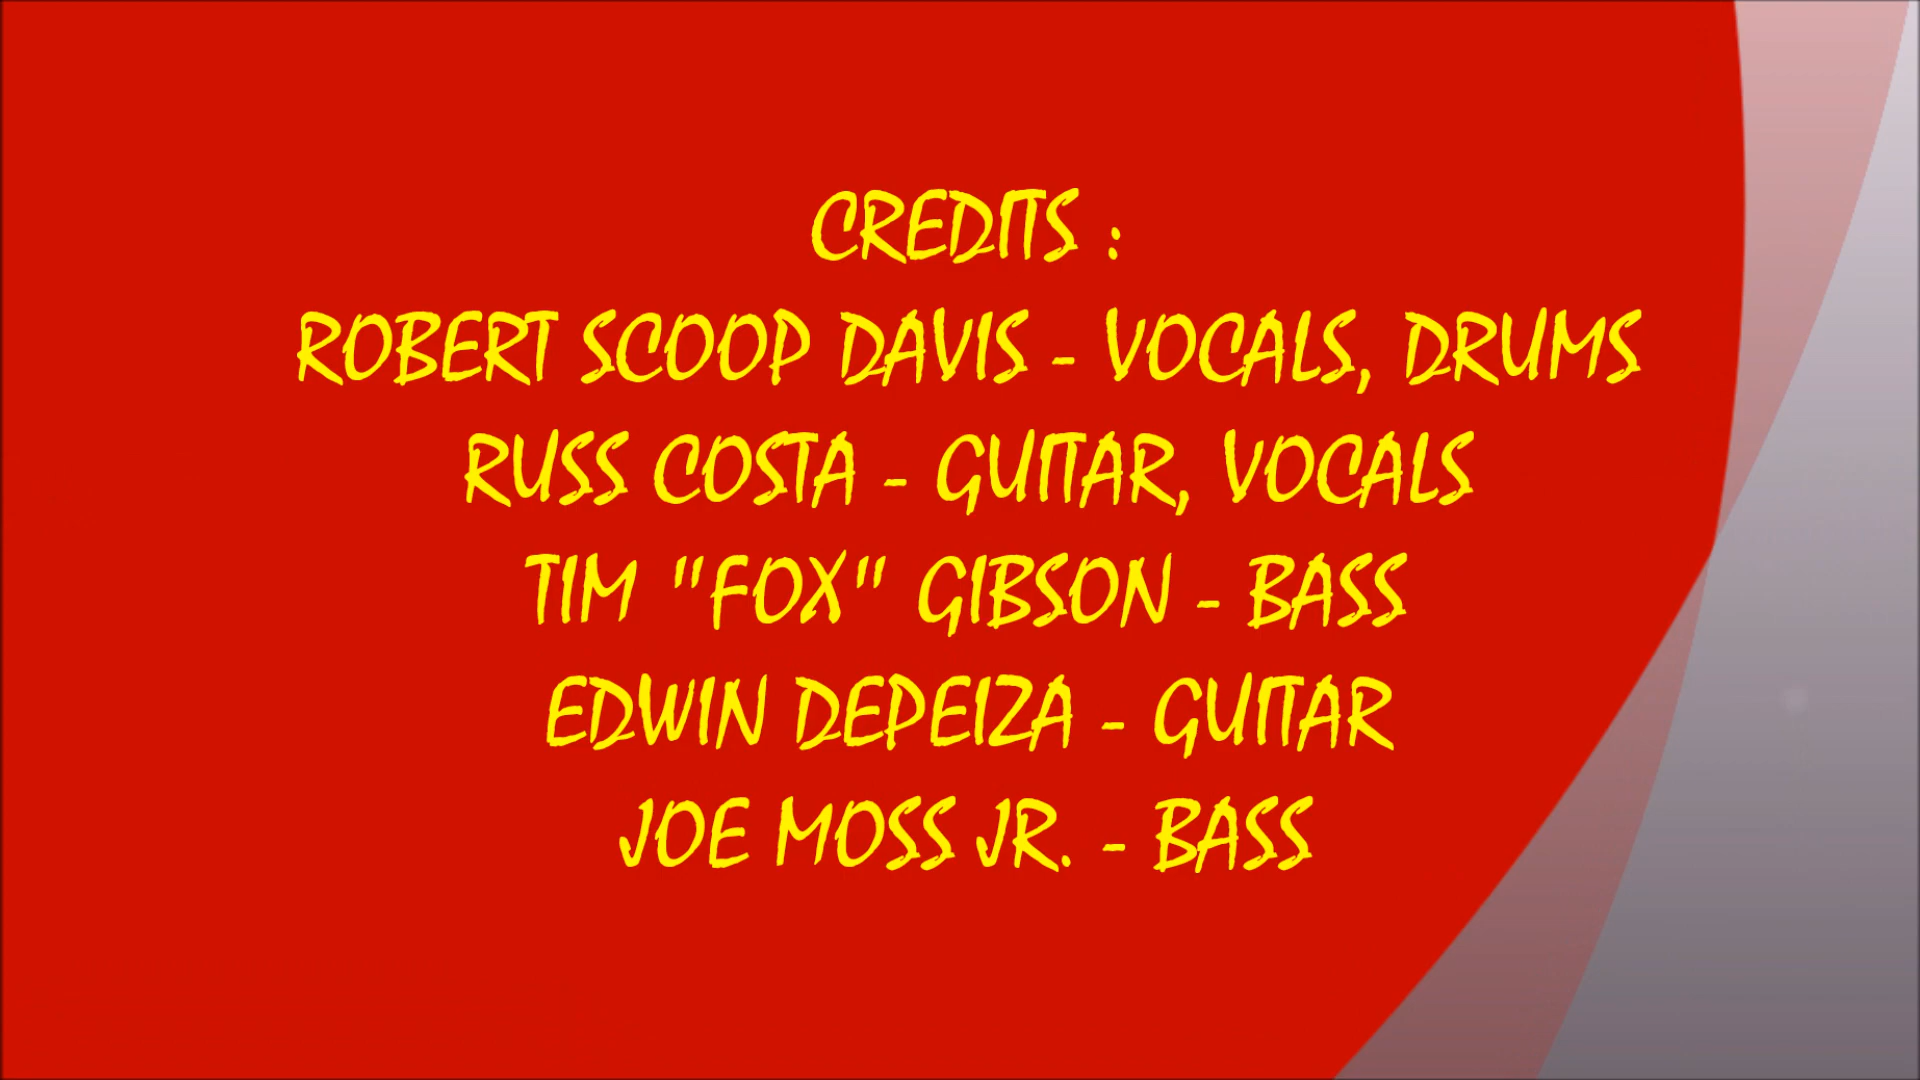 CREDITS :
ROBERT SCOOP DAVIS - VOCALS, DRUMS
RUSS COSTA - GUITAR, VOCALS
TIM "FOX" GIBSON - BASS
EDWIN DEPEIZA - GUITAR
JOE MOSS JR. - BASS